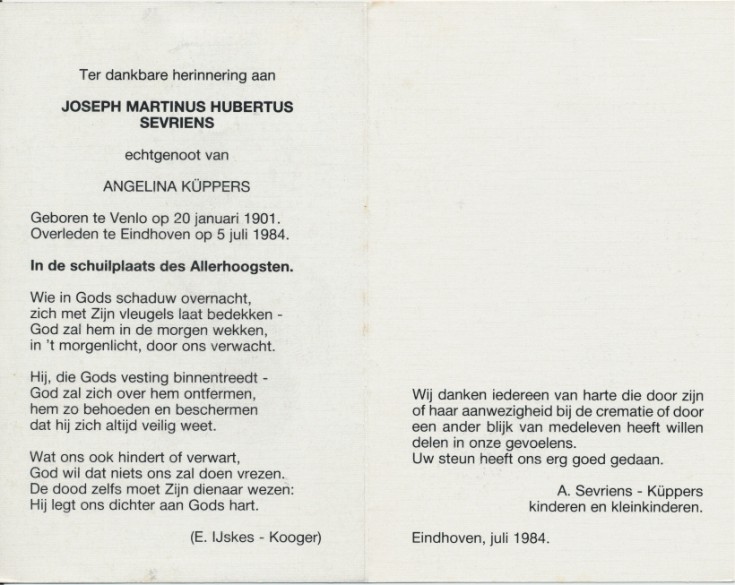 Ter dankbare herinnering aan
JOSEPH MARTINUS HUBERTUS
SEVRIENS
echtgenoot van
ANGELINA KÜPPERS
Geboren te Venlo op 20 januari 1901.
Overleden te Eindhoven op 5 juli 1984.
In de schuilplaats des Allerhoogsten.
Wie in Gods schaduw overnacht,
zich met Zijn vleugels laat bedekken -
God zal hem in de morgen wekken,
in 't morgenlicht, door ons verwacht.
Hij, die Gods vesting binnentreedt -
God zal zich over hem ontfermen,
hem zo behoeden en beschermen
dat hij zich altijd veilig weet.
Wat ons ook hindert of verwart,
God wil dat niets ons zal doen vrezen.
De dood zelfs moet Zijn dienaar wezen:
Hij legt ons dichter aan Gods hart.
(E. IJskes - Kooger)
Wij danken iedereen van harte die door zijn
of haar aanwezigheid bij de crematie of door
een ander blijk van medeleven heeft willen
delen in onze gevoelens.
Uw steun heeft ons erg goed gedaan.
A. Sevriens - Küppers
kinderen en kleinkinderen.
Eindhoven, juli 1984.